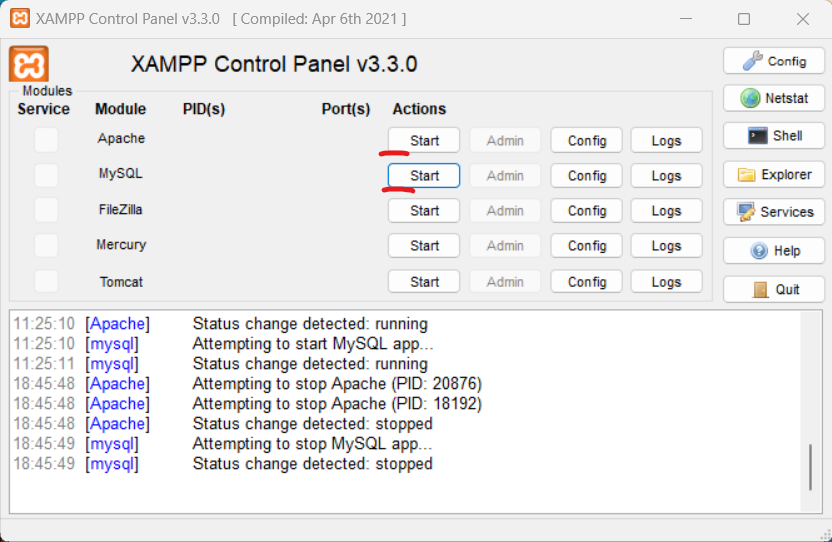 XAMPP Control Panel v3.3.0 [ Compiled: Apr 6th 2021 ]
XAMPP Control Panel v3.3.0
Config
Modules
Service Module PID(s) Port(s) Actions
Netstat
Apache Start Admin Config Logs
Shell
MySQL Start Admin Config Logs
Explorer
FileZilla Start Admin Config Logs
Services
Mercury Start Admin Config Logs
Help
Tomcat Start Admin Config Logs
Quit
11:25:10 [Apache] Status change detected: running
11:25:10 [mysql] Attempting to start MySQL app...
11:25:11 [mysql] Status change detected: running
18:45:48 [Apache] Attempting to stop Apache (PID: 20876)
18:45:48 [Apache] Attempting to stop Apache (PID: 18192)
18:45:48 [Apache] Status change detected: stopped
18:45:49 [mysql] Attempting to stop MySQL app...
18:45:49 [mysql] Status change detected: stopped